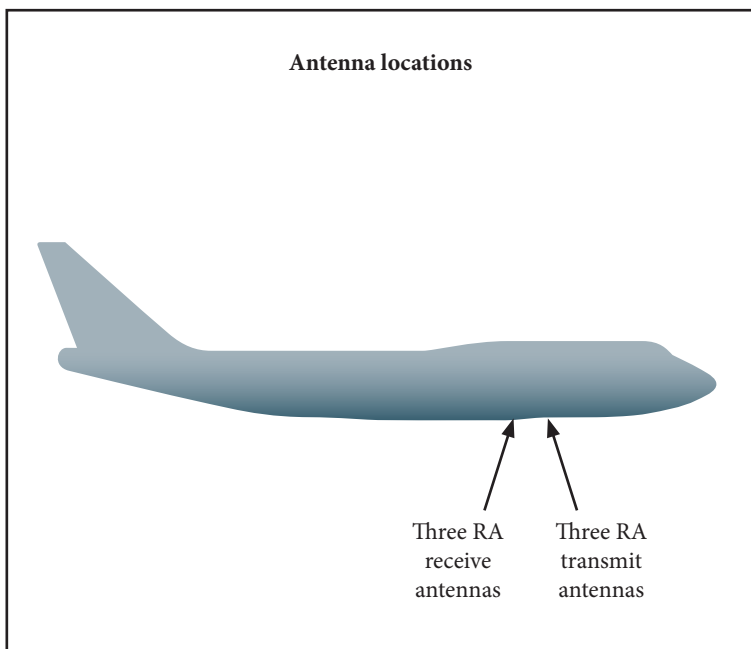 Antenna locations
Three RA
receive
antennas
Three RA
transmit
antennas